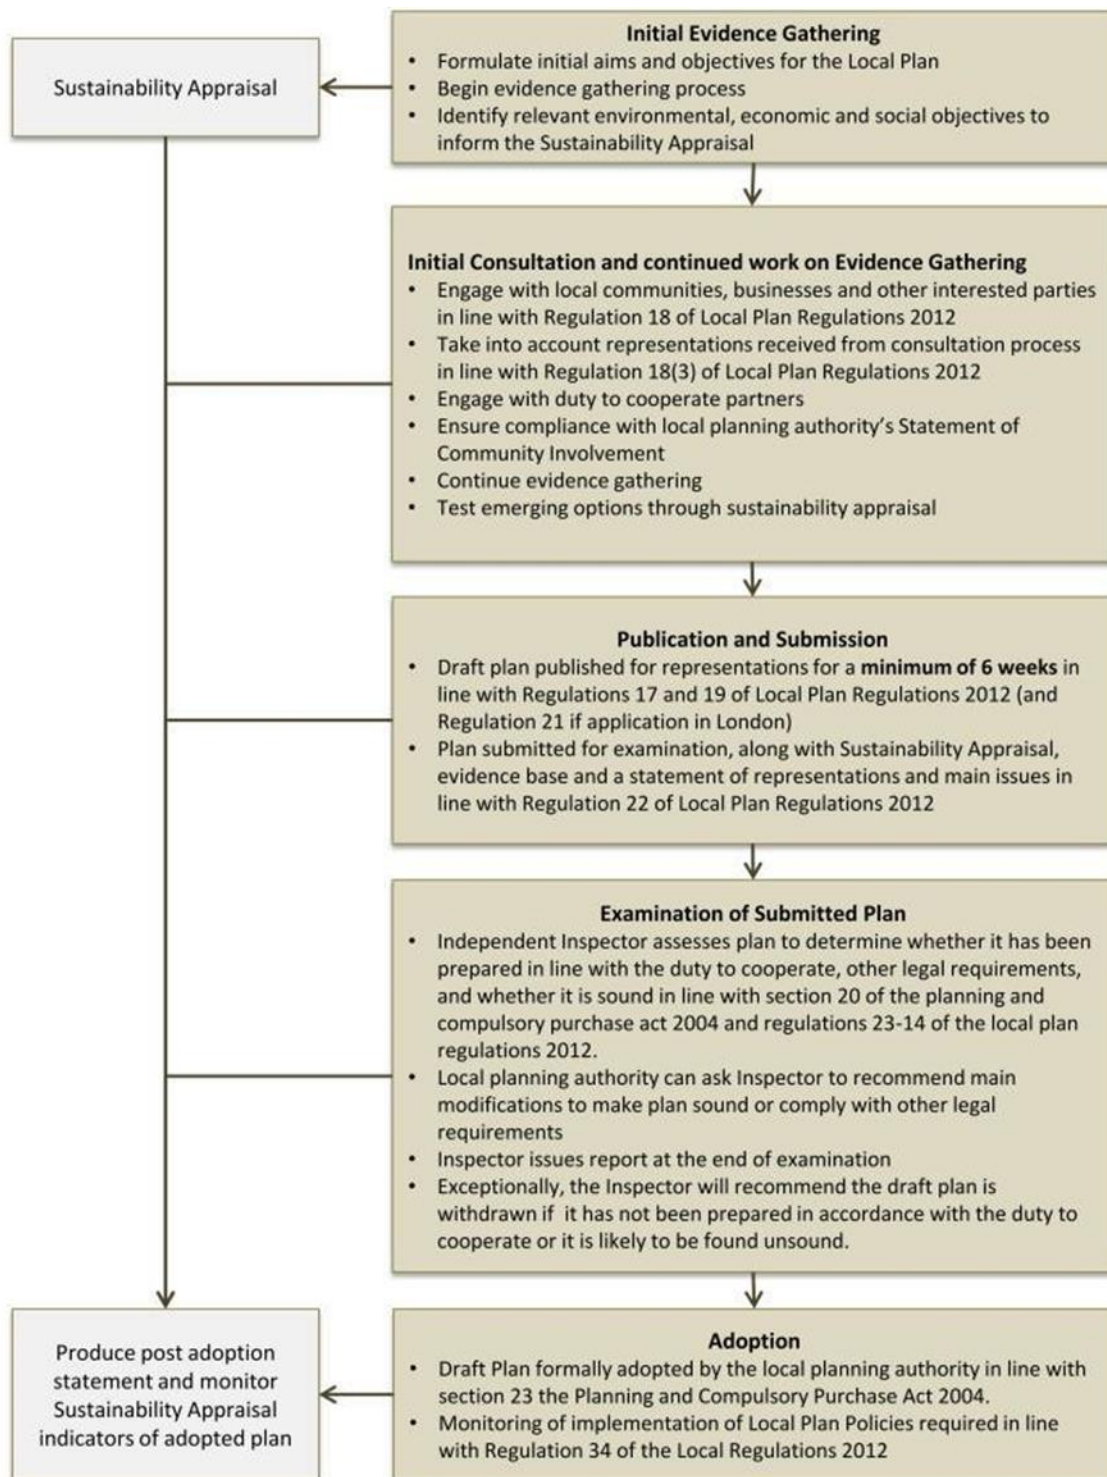 Sustainability Appraisal
Initial Evidence Gathering
• Formulate initial aims and objectives for the Local Plan
• Begin evidence gathering process
• Identify relevant environmental, economic and social objectives to
inform the Sustainability Appraisal
Initial Consultation and continued work on Evidence Gathering
• Engage with local communities, businesses and other interested parties
in line with Regulation 18 of Local Plan Regulations 2012
• Take into account representations received from consultation process
in line with Regulation 18(3) of Local Plan Regulations 2012
• Engage with duty to cooperate partners
• Ensure compliance with local planning authority's Statement of
Community Involvement
• Continue evidence gathering
• Test emerging options through sustainability appraisal
Publication and Submission
• Draft plan published for representations for a minimum of 6 weeks in
line with Regulations 17 and 19 of Local Plan Regulations 2012 (and
Regulation 21 if application in London)
• Plan submitted for examination, along with Sustainability Appraisal,
evidence base and a statement of representations and main issues in
line with Regulation 22 of Local Plan Regulations 2012
Examination of Submitted Plan
• Independent Inspector assesses plan to determine whether it has been
prepared in line with the duty to cooperate, other legal requirements,
and whether it is sound in line with section 20 of the planning and
compulsory purchase act 2004 and regulations 23-14 of the local plan
regulations 2012.
• Local planning authority can ask Inspector to recommend main
modifications to make plan sound or comply with other legal
requirements
• Inspector issues report at the end of examination
• Exceptionally, the Inspector will recommend the draft plan is
withdrawn if it has not been prepared in accordance with the duty to
cooperate or it is likely to be found unsound.
Produce post adoption
statement and monitor
Sustainability Appraisal
indicators of adopted plan
Adoption
• Draft Plan formally adopted by the local planning authority in line with
section 23 the Planning and Compulsory Purchase Act 2004.
• Monitoring of implementation of Local Plan Policies required in line
with Regulation 34 of the Local Regulations 2012